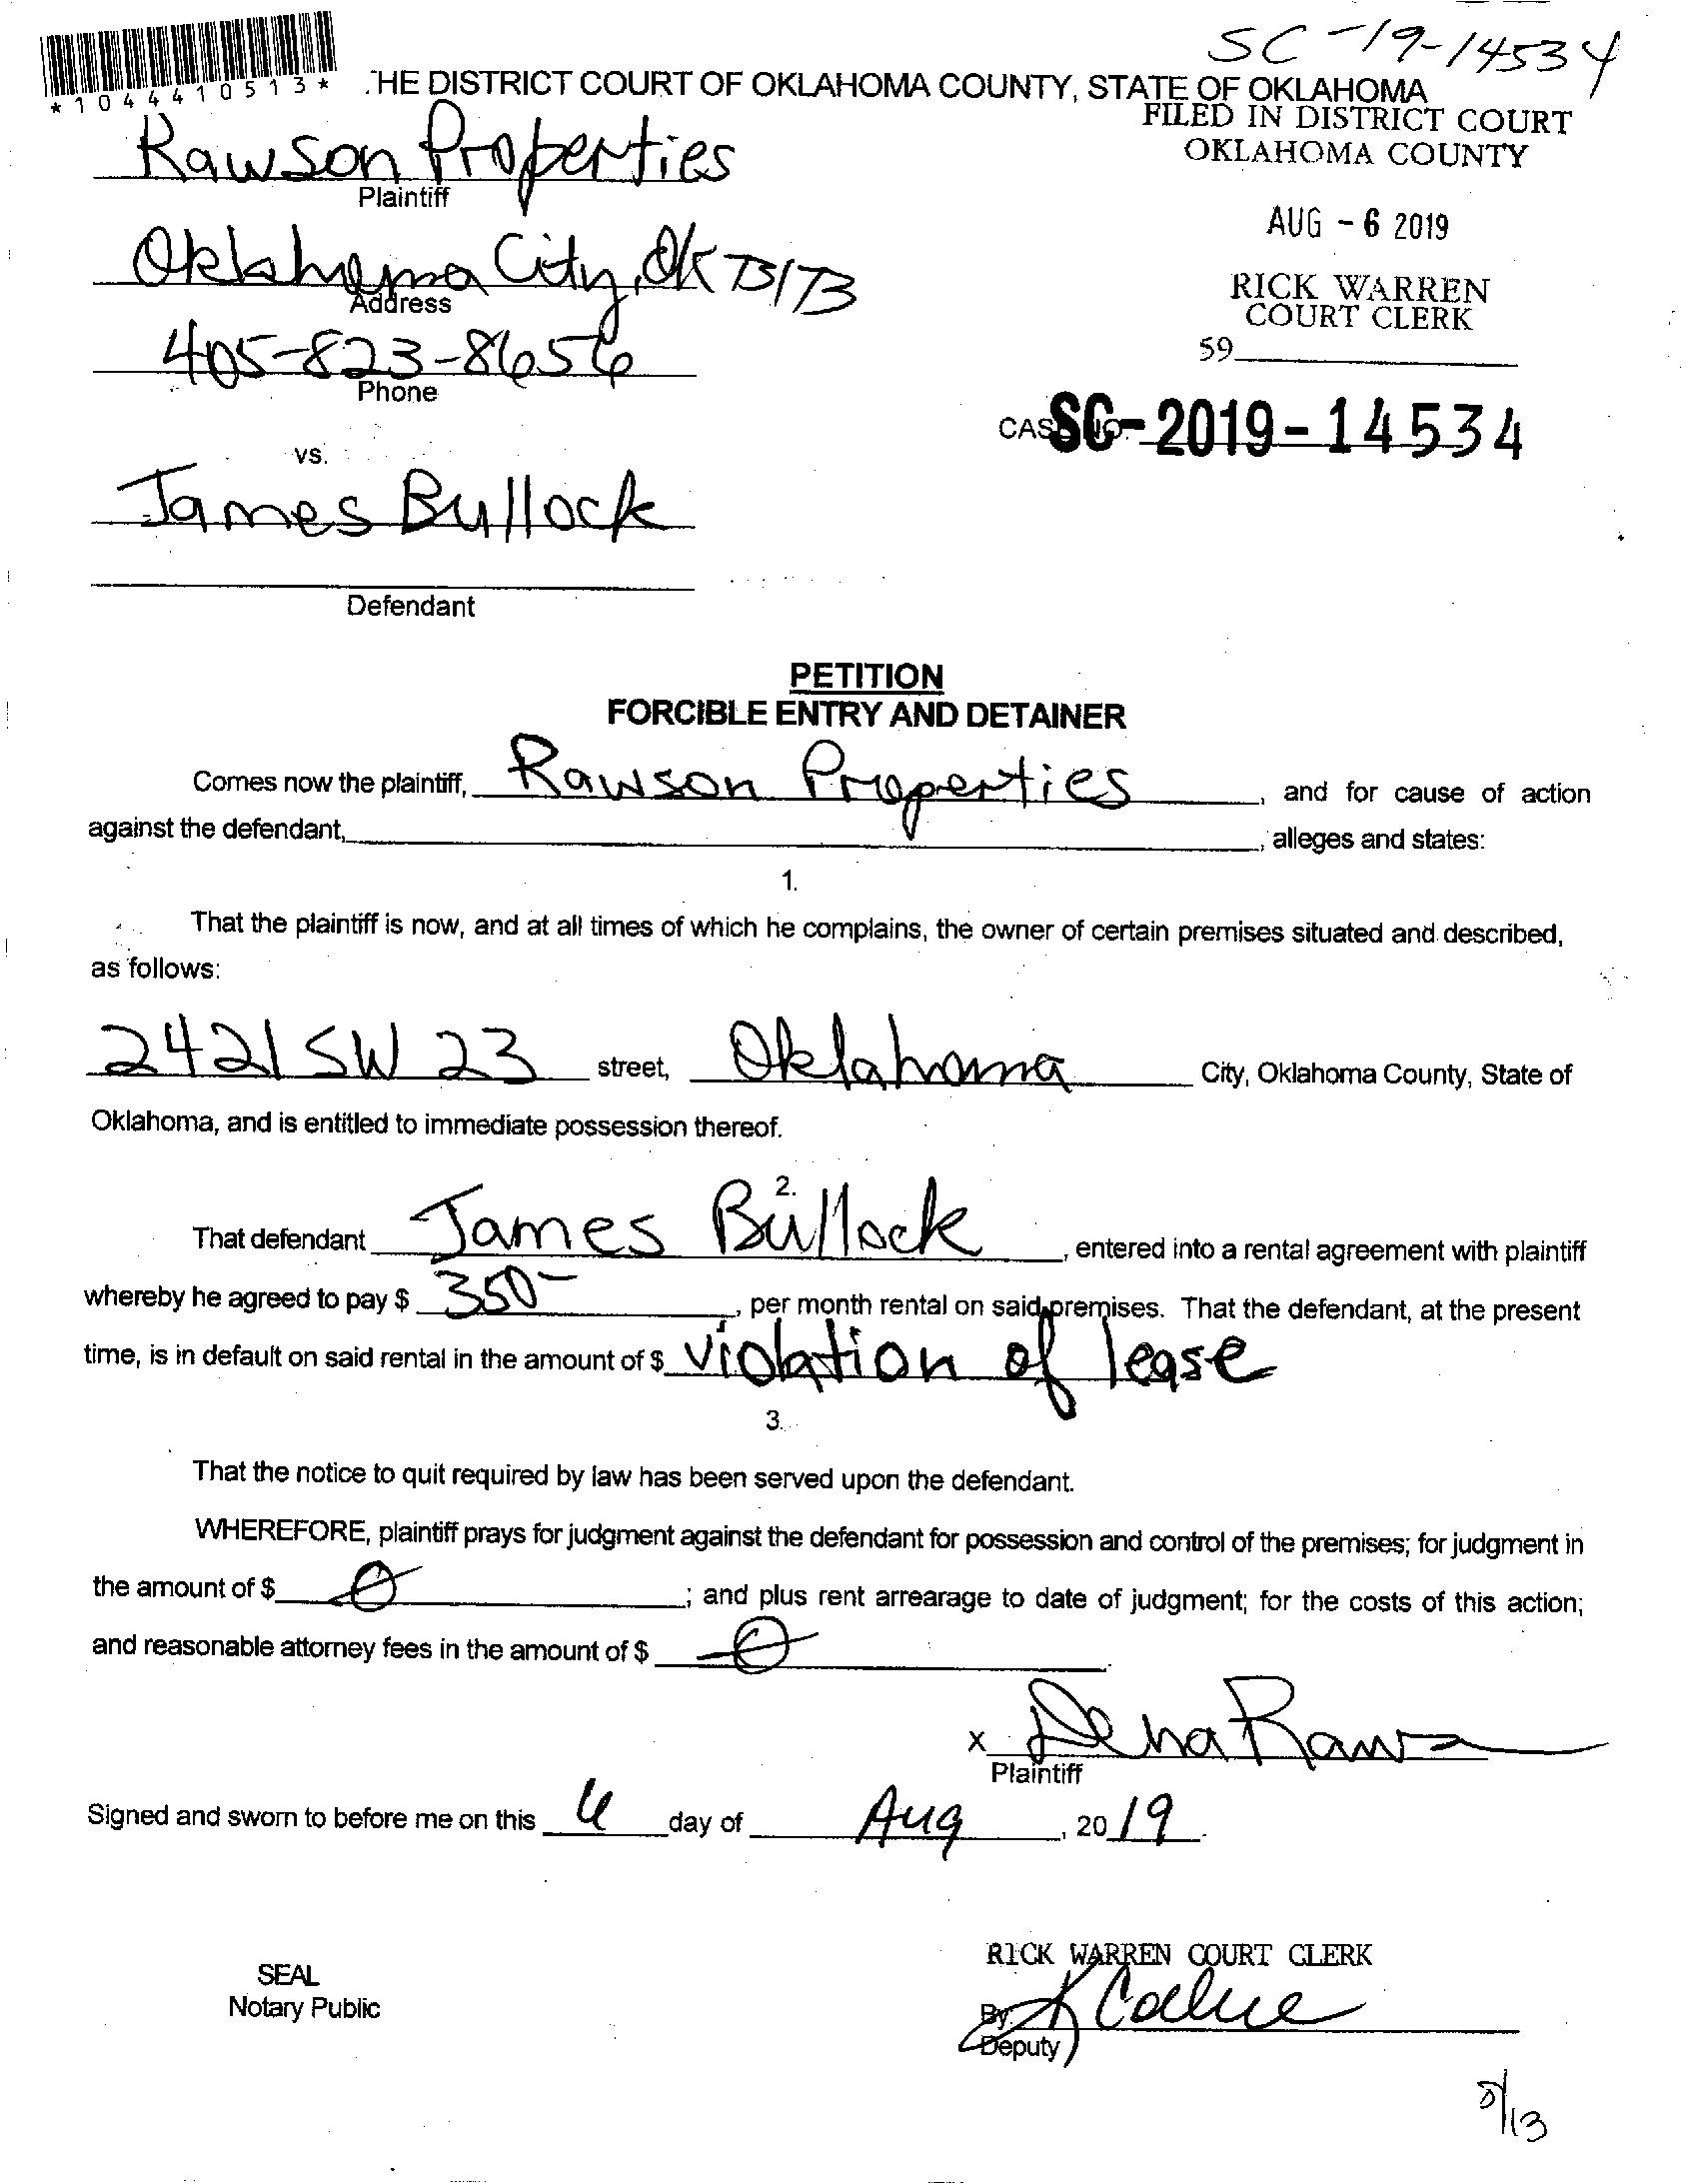 SC-19-14534
*1044410513*
.HE DISTRICT COURT OF OKLAHOMA COUNTY, STATE OF OKLAHOMA
FILED IN DISTRICT COURT
OKLAHOMA COUNTY
Rawson Properties
Plaintiff
AUG - 6 2019
Oklahoma City, OK 73173
Address
RICK WARREN
COURT CLERK
405-823-8656
Phone
59
CASE NO. SC-2019-14534
vs.
James Bullock
Defendant
PETITION
FORCIBLE ENTRY AND DETAINER
Comes now the plaintiff, Rawson Properties, and for cause of action
against the defendant, , alleges and states:
1.
That the plaintiff is now, and at all times of which he complains, the owner of certain premises situated and described,
as follows:
2421 SW 23 street, Oklahoma City, Oklahoma County, State of
Oklahoma, and is entitled to immediate possession thereof.
2.
That defendant James Bullock, entered into a rental agreement with plaintiff
whereby he agreed to pay $ 350-, per month rental on said premises. That the defendant, at the present
time, is in default on said rental in the amount of $ violation of lease
3.
That the notice to quit required by law has been served upon the defendant.
WHEREFORE, plaintiff prays for judgment against the defendant for possession and control of the premises; for judgment in
the amount of $ 0; and plus rent arrearage to date of judgment; for the costs of this action;
and reasonable attorney fees in the amount of $ 0.
X Dena Raws
Plaintiff
Signed and sworn to before me on this 6 day of Aug, 2019.
RICK WARREN COURT CLERK
SEAL
Notary Public
By
Deputy
8/13